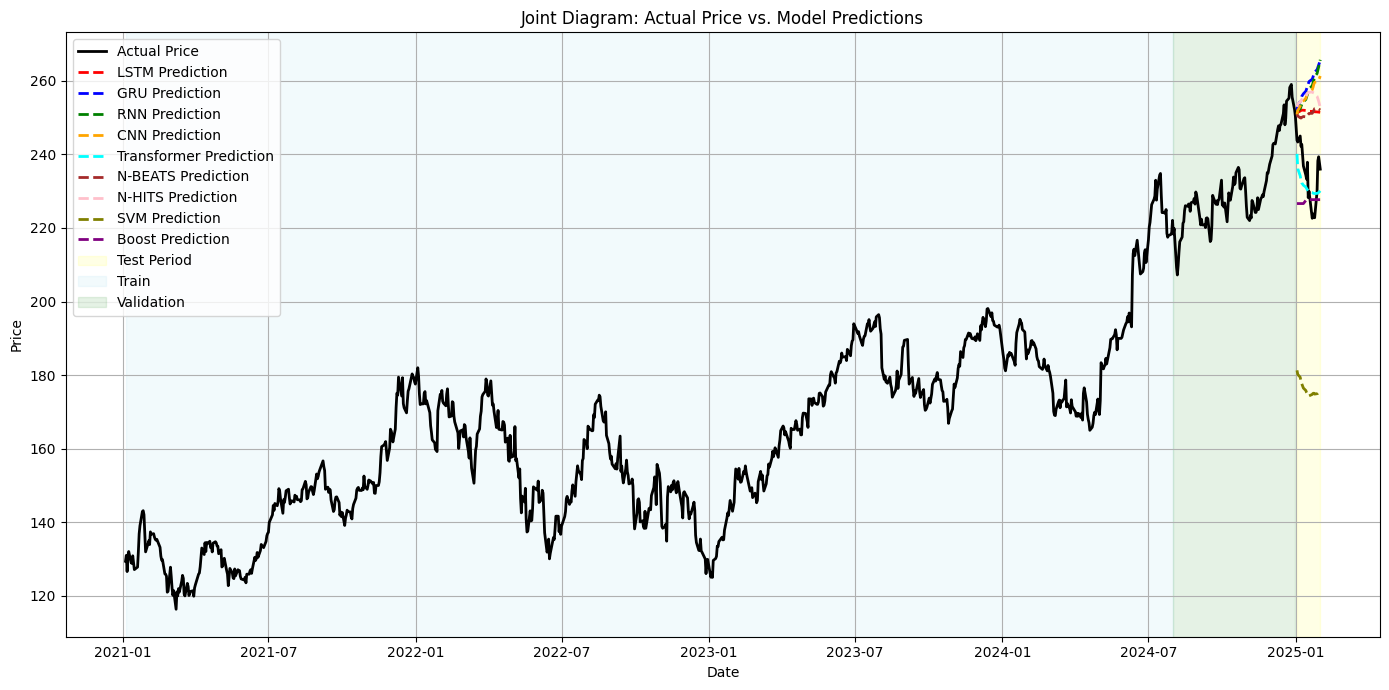 Joint Diagram: Actual Price vs. Model Predictions
Actual Price
LSTM Prediction
GRU Prediction
RNN Prediction
CNN Prediction
Transformer Prediction
N-BEATS Prediction
N-HITS Prediction
SVM Prediction
Boost Prediction
Test Period
Train
Validation
Price
260
240
220
200
180
160
140
120
2021-01
2021-07
2022-01
2022-07
2023-01
2023-07
2024-01
2024-07
2025-01
Date